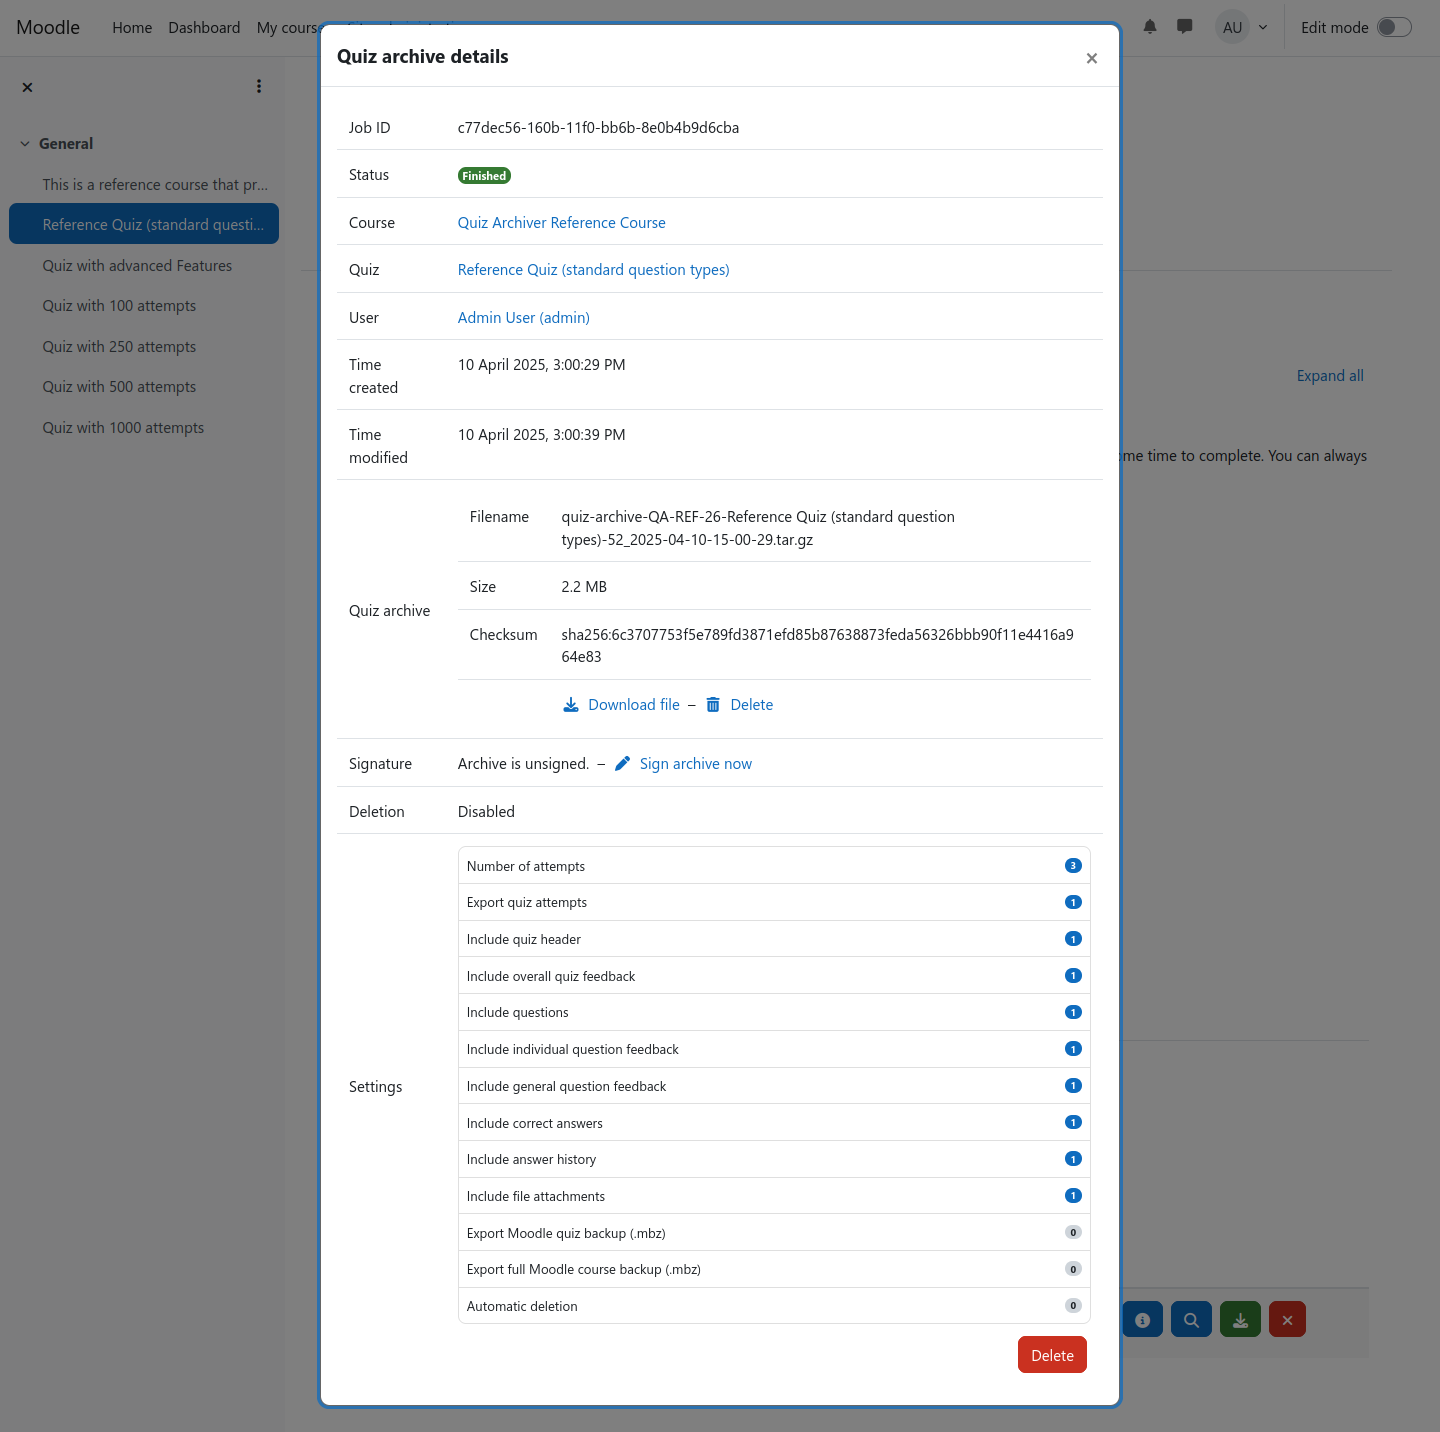 Moodle
Home
Dashboard
My course
AU
Edit mode
Quiz archive details
×
General
This is a reference course that pr...
Reference Quiz (standard questi...
Quiz with advanced Features
Quiz with 100 attempts
Quiz with 250 attempts
Quiz with 500 attempts
Quiz with 1000 attempts
Job ID
c77dec56-160b-11f0-bb6b-8e0b4b9d6cba
Status
Finished
Course
Quiz Archiver Reference Course
Quiz
Reference Quiz (standard question types)
User
Admin User (admin)
Time
created
10 April 2025, 3:00:29 PM
Time
modified
10 April 2025, 3:00:39 PM
Quiz archive
Filename
quiz-archive-QA-REF-26-Reference Quiz (standard question
types)-52_2025-04-10-15-00-29.tar.gz
Size
2.2 MB
Checksum
sha256:6c3707753f5e789fd3871efd85b87638873feda56326bbb90f11e4416a9
64e83
Download file – Delete
Signature
Archive is unsigned. – Sign archive now
Deletion
Disabled
Settings
Number of attempts 3
Export quiz attempts 1
Include quiz header 1
Include overall quiz feedback 1
Include questions 1
Include individual question feedback 1
Include general question feedback 1
Include correct answers 1
Include answer history 1
Include file attachments 1
Export Moodle quiz backup (.mbz) 0
Export full Moodle course backup (.mbz) 0
Automatic deletion 0
Delete
Expand all
me time to complete. You can always